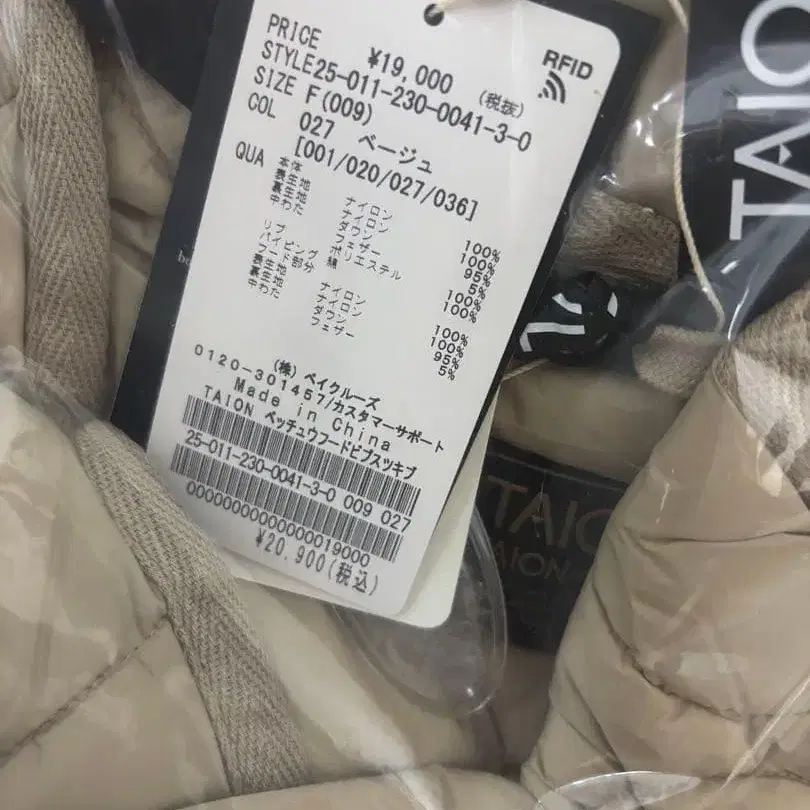 PRICE ¥19,000 (税抜)
STYLE25-011-230-0041-3-0
SIZE F(009)
COL 027 ベージュ
[001/020/027/036]
QUA 本体
表生地 ナイロン 100%
裏生地 ナイロン 100%
中わた ダウン 95%
フェザー 5%
リブ ポリエステル 100%
パイピング 綿 100%
フード部分
表生地 ナイロン 100%
裏生地 ナイロン 100%
中わた ダウン 95%
フェザー 5%
(株)ベイクルーズ
0120-301457/カスタマーサポート
Made in China
TAION ペッチュウフードビブスツキブ
25-011-230-0041-3-0 009 027
0000000000000019000
¥20,900(税込)
RFID
TAIO
TAIO
AION